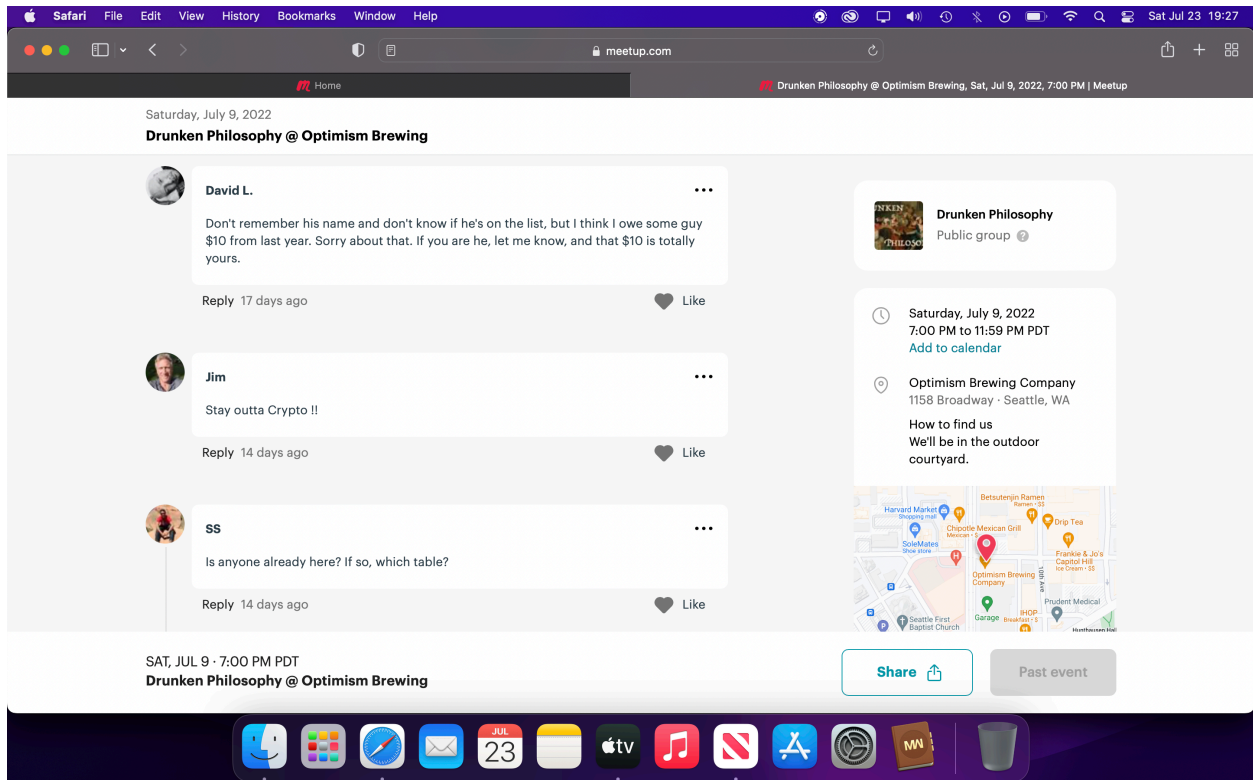 Safari File Edit View History Bookmarks Window Help
Sat Jul 23 19:27
meetup.com
Home
Drunken Philosophy @ Optimism Brewing, Sat, Jul 9, 2022, 7:00 PM | Meetup
Saturday, July 9, 2022
Drunken Philosophy @ Optimism Brewing
David L.
Don't remember his name and don't know if he's on the list, but I think I owe some guy
$10 from last year. Sorry about that. If you are he, let me know, and that $10 is totally
yours.
Reply 17 days ago
Like
Jim
Stay outta Crypto !!
Reply 14 days ago
Like
SS
Is anyone already here? If so, which table?
Reply 14 days ago
Like
Drunken Philosophy
Public group ?
Saturday, July 9, 2022
7:00 PM to 11:59 PM PDT
Add to calendar
Optimism Brewing Company
1158 Broadway · Seattle, WA
How to find us
We'll be in the outdoor
courtyard.
Betsutenjin Ramen
Ramen · $$
Harvard Market
Shopping mall
Chipotle Mexican Grill
Mexican · $
Drip Tea
SoleMates
Shoe store
H
Frankie & Jo's
Capitol Hill
Ice Cream · $$
Optimism Brewing
Company
10th Ave
Prudent Medical
Garage
IHOP
Breakfast · $
Seattle First
Baptist Church
P
SAT, JUL 9 · 7:00 PM PDT
Drunken Philosophy @ Optimism Brewing
Share
Past event
JUL
23
tv
MW